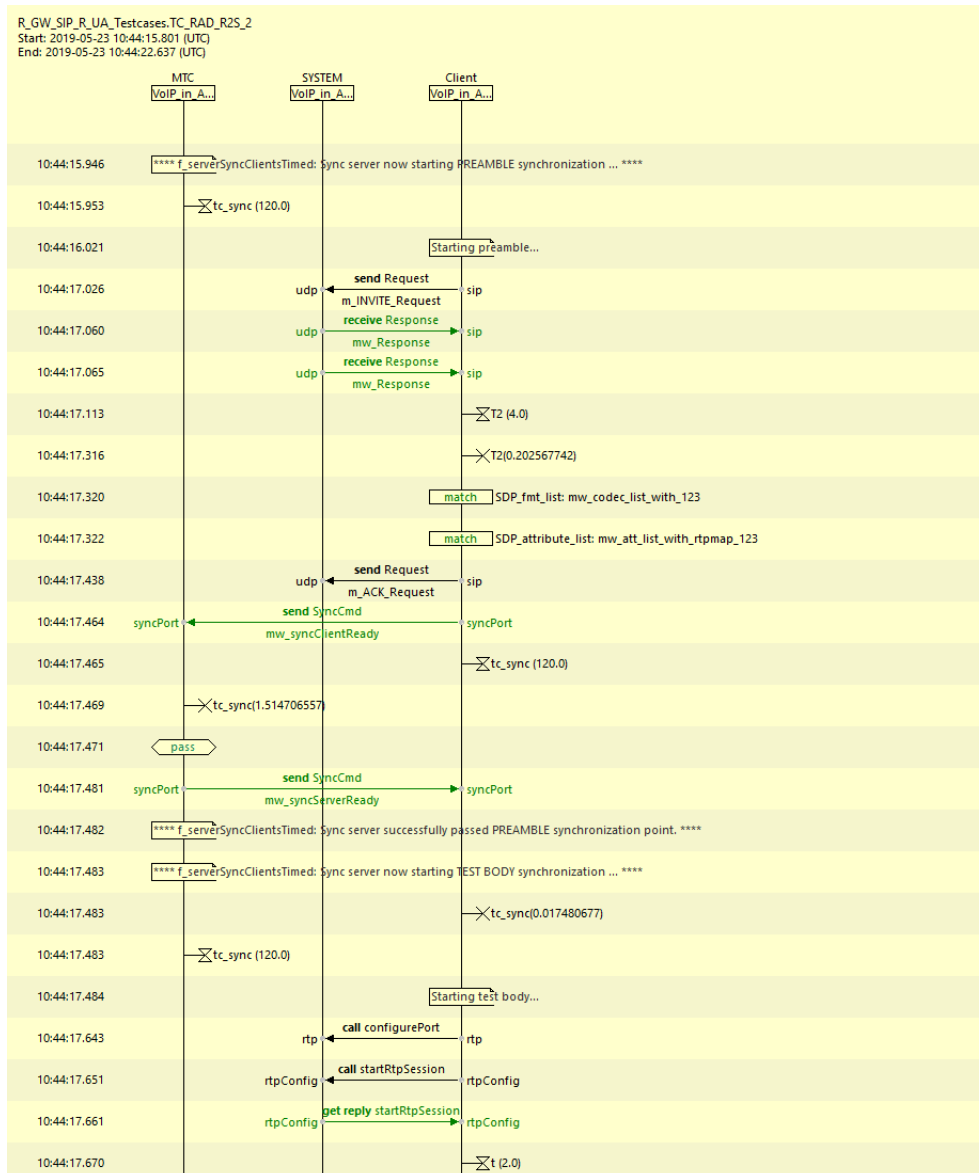 R_GW_SIP_R_UA_Testcases.TC_RAD_R2S_2
Start: 2019-05-23 10:44:15.801 (UTC)
End: 2019-05-23 10:44:22.637 (UTC)
MTC SYSTEM Client
VoIP_in_A... VoIP_in_A... VoIP_in_A...
10:44:15.946 **** f_serverSyncClientsTimed: Sync server now starting PREAMBLE synchronization ... ****
10:44:15.953 tc_sync (120.0)
10:44:16.021 Starting preamble...
send Request
10:44:17.026 udp sip
m_INVITE_Request
receive Response
10:44:17.060 udp sip
mw_Response
receive Response
10:44:17.065 udp sip
mw_Response
10:44:17.113 T2 (4.0)
10:44:17.316 T2(0.202567742)
10:44:17.320 match SDP_fmt_list: mw_codec_list_with_123
10:44:17.322 match SDP_attribute_list: mw_att_list_with_rtpmap_123
send Request
10:44:17.438 udp sip
m_ACK_Request
send SyncCmd
10:44:17.464 syncPort syncPort
mw_syncClientReady
10:44:17.465 tc_sync (120.0)
10:44:17.469 tc_sync(1.514706557)
10:44:17.471 pass
send SyncCmd
10:44:17.481 syncPort syncPort
mw_syncServerReady
10:44:17.482 **** f_serverSyncClientsTimed: Sync server successfully passed PREAMBLE synchronization point. ****
10:44:17.483 **** f_serverSyncClientsTimed: Sync server now starting TEST BODY synchronization ... ****
10:44:17.483 tc_sync(0.017480677)
10:44:17.483 tc_sync (120.0)
10:44:17.484 Starting test body...
call configurePort
10:44:17.643 rtp rtp
call startRtpSession
10:44:17.651 rtpConfig rtpConfig
get reply startRtpSession
10:44:17.661 rtpConfig rtpConfig
10:44:17.670 t (2.0)